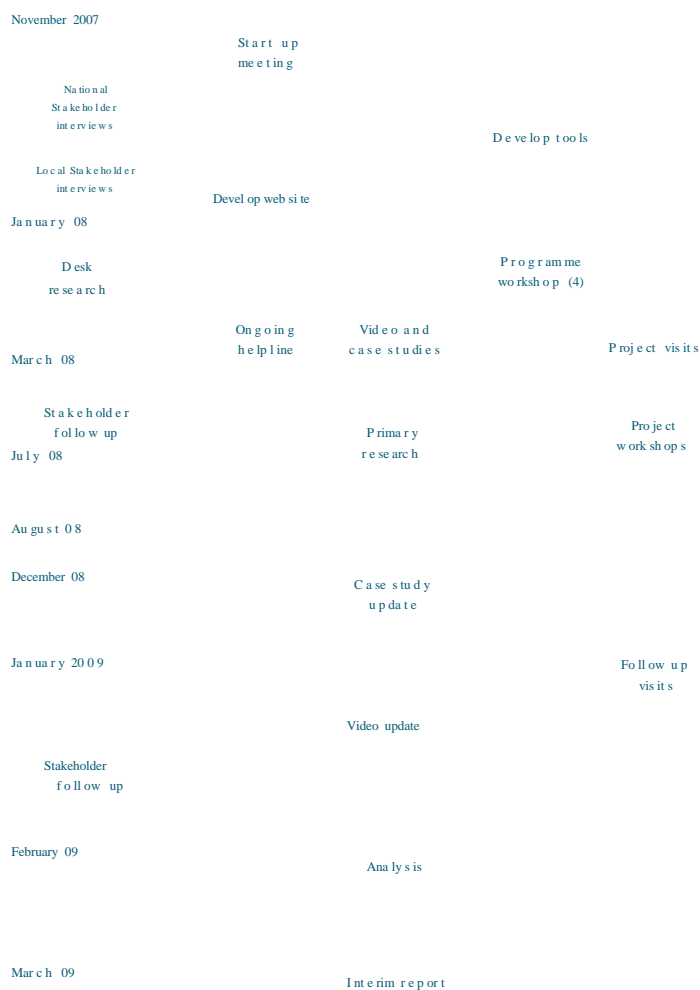 November 2007
Start up
meeting
National
Stakeholder
interviews
Develop tools
Local Stakeholder
interviews
Develop web site
January 08
Desk
research
Programme
workshop (4)
Ongoing
helpline
Video and
case studies
Project visits
March 08
Stakeholder
follow up
Primary
research
Project
workshops
July 08
August 08
December 08
Case study
update
January 2009
Follow up
visits
Video update
Stakeholder
follow up
February 09
Analysis
March 09
Interim report